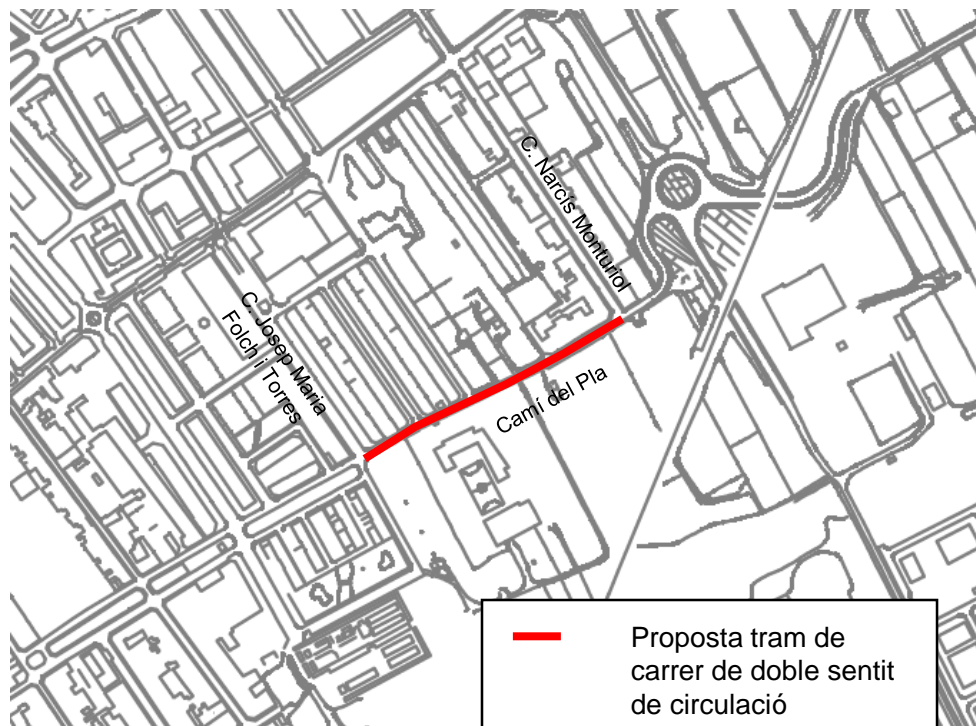 C. Narcís Monturiol
C. Josep Maria
Folch i Torres
Camí del Pla
Proposta tram de
carrer de doble sentit
de circulació